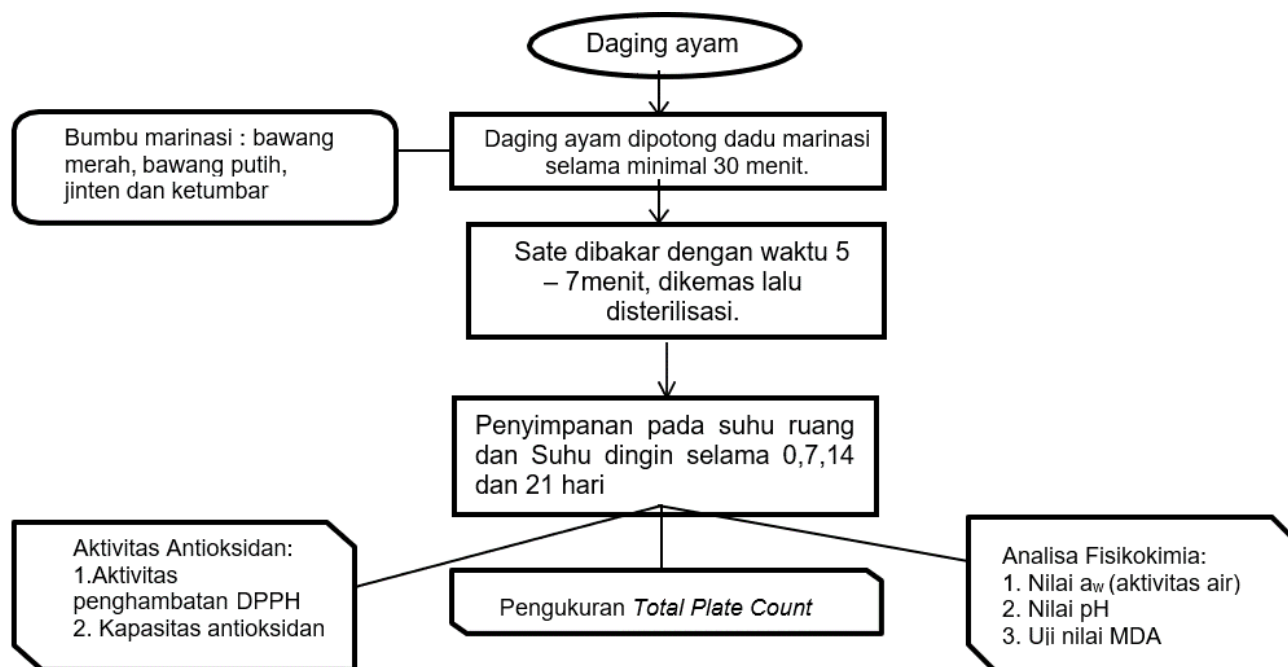 Daging ayam
Bumbu marinasi : bawang
merah, bawang putih,
jinten dan ketumbar
Daging ayam dipotong dadu marinasi
selama minimal 30 menit.
Sate dibakar dengan waktu 5
– 7menit, dikemas lalu
disterilisasi.
Penyimpanan pada suhu ruang
dan Suhu dingin selama 0,7,14
dan 21 hari
Aktivitas Antioksidan:
1.Aktivitas
penghambatan DPPH
2. Kapasitas antioksidan
Pengukuran Total Plate Count
Analisa Fisikokimia:
1. Nilai aw (aktivitas air)
2. Nilai pH
3. Uji nilai MDA